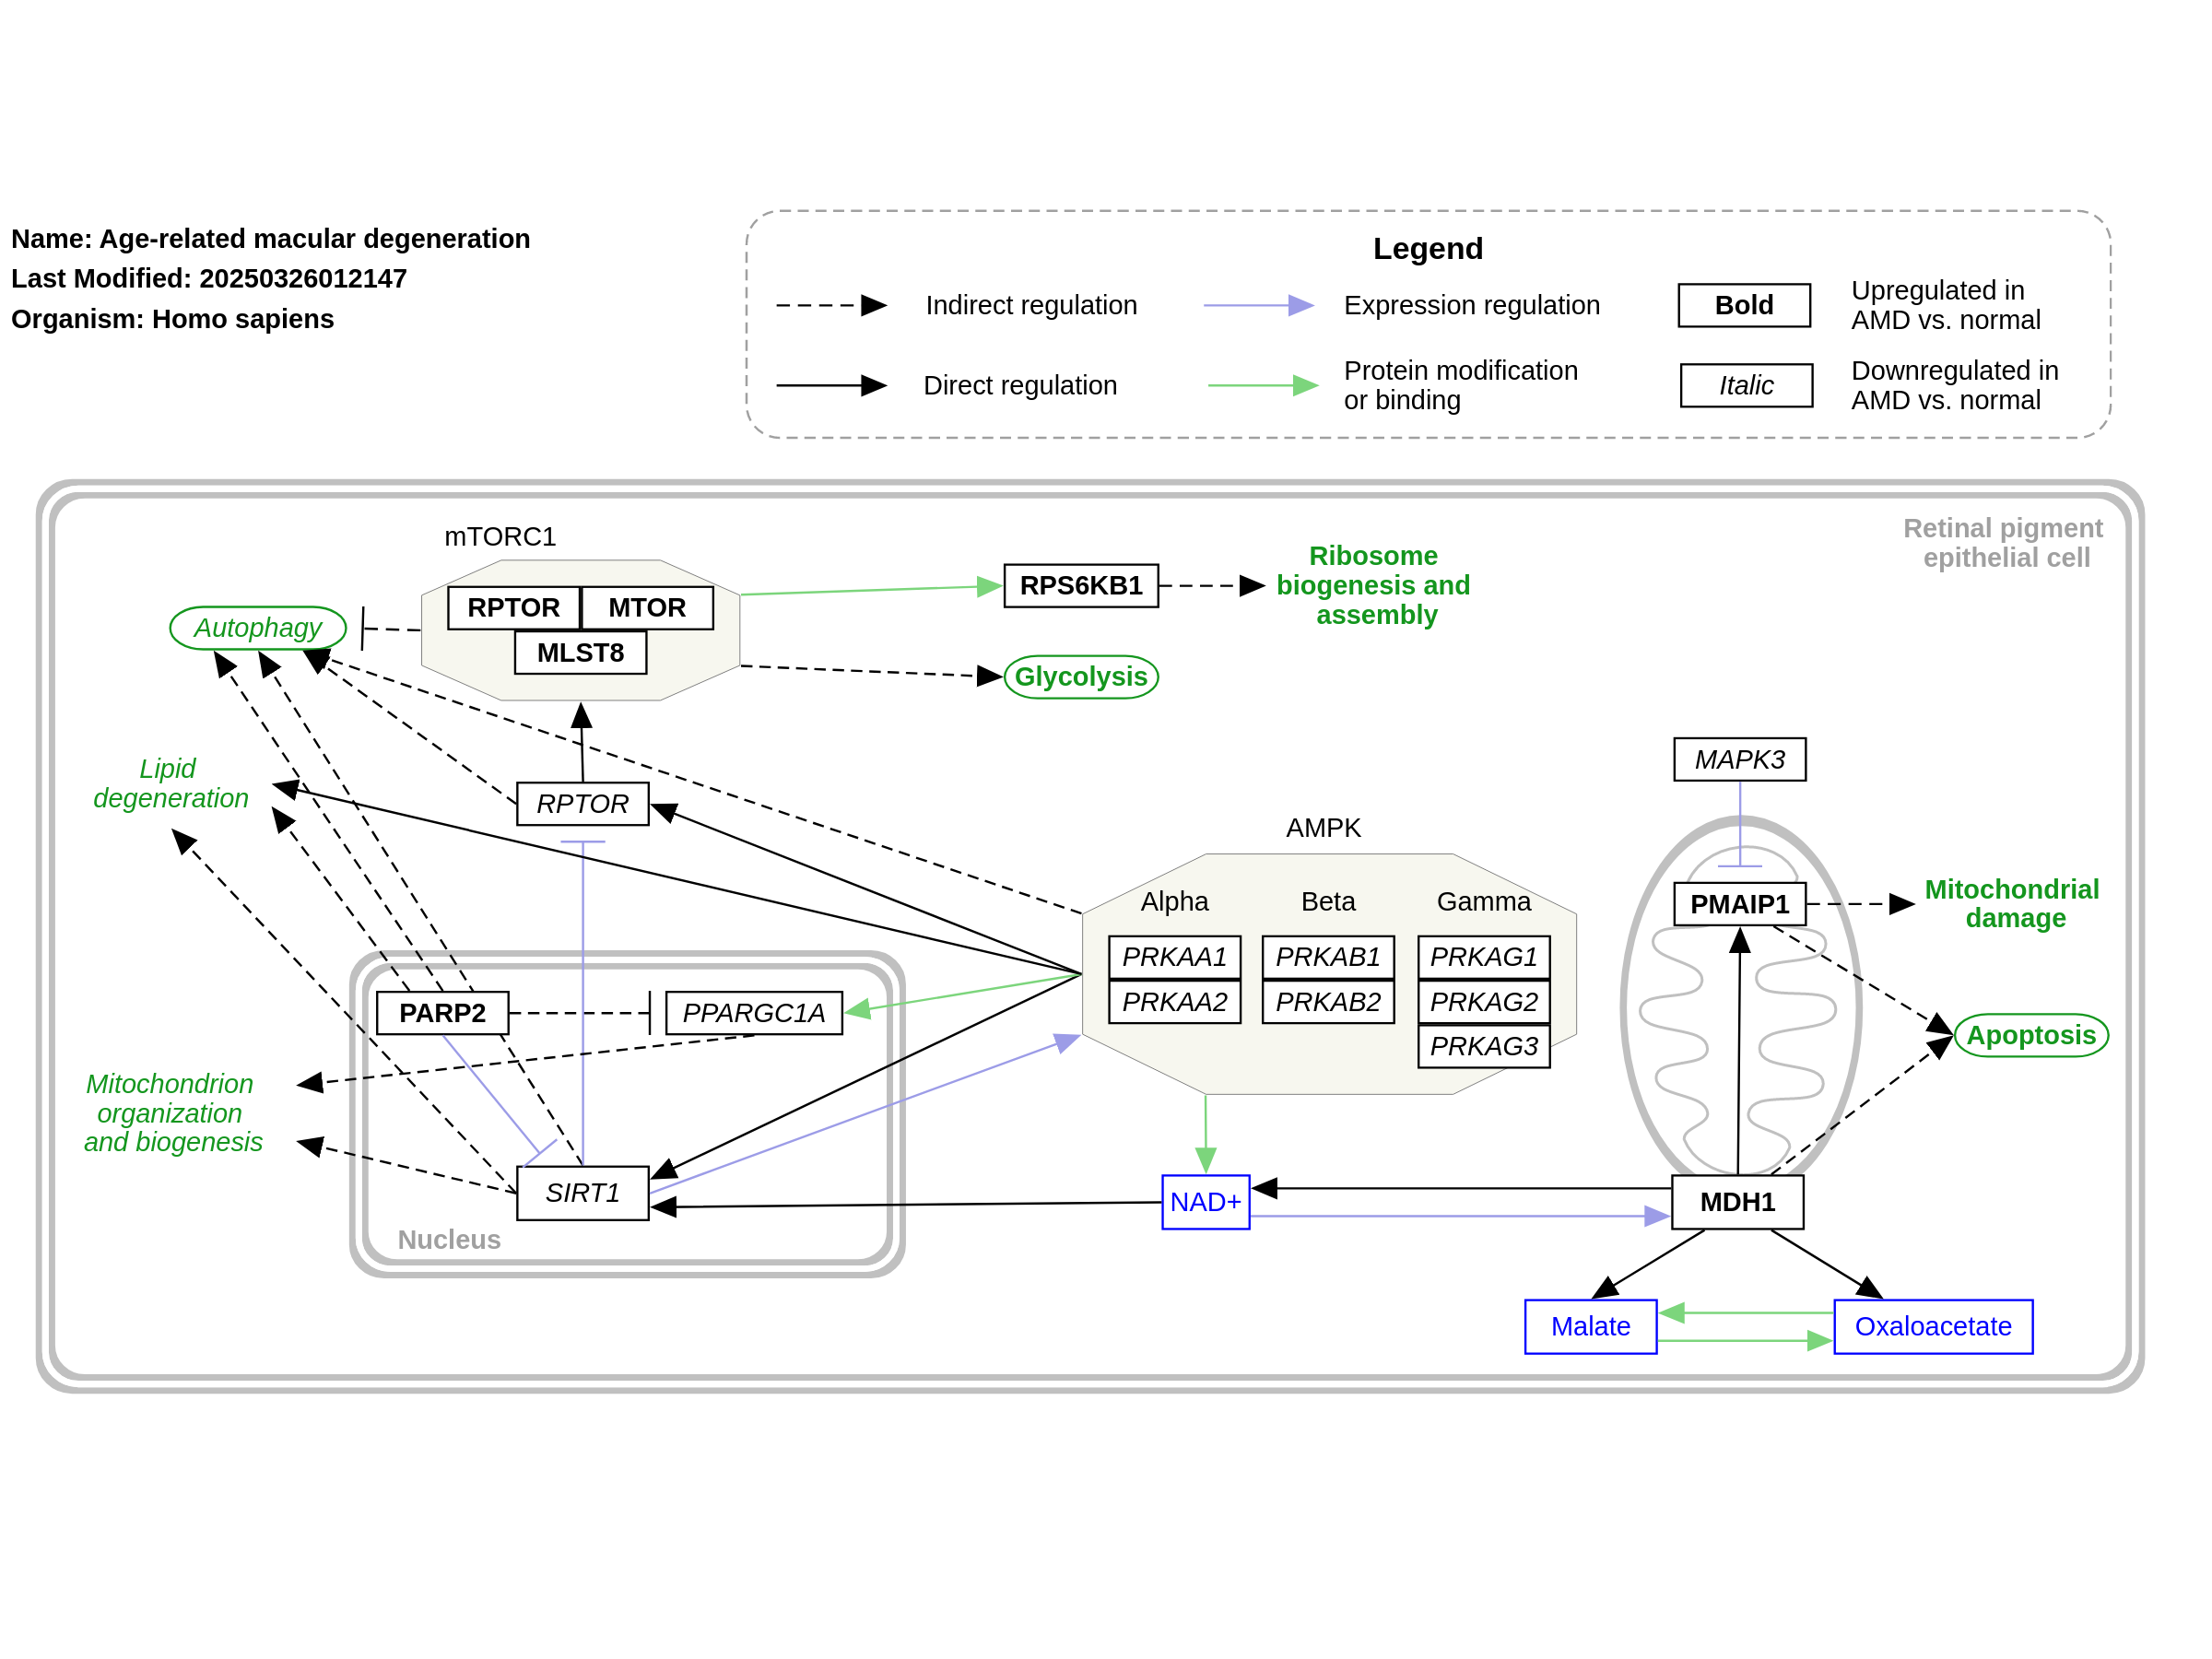 Name: Age-related macular degeneration
Last Modified: 20250326012147
Organism: Homo sapiens
Legend
Indirect regulation
Expression regulation
Bold
Upregulated in
AMD vs. normal
Direct regulation
Protein modification
or binding
Italic
Downregulated in
AMD vs. normal
Retinal pigment
epithelial cell
mTORC1
RPTOR
MTOR
MLST8
Autophagy
RPS6KB1
Ribosome
biogenesis and
assembly
Glycolysis
Lipid
degeneration
RPTOR
MAPK3
AMPK
Alpha
Beta
Gamma
PRKAA1
PRKAB1
PRKAG1
PRKAA2
PRKAB2
PRKAG2
PRKAG3
PMAIP1
Mitochondrial
damage
PARP2
PPARGC1A
Apoptosis
Mitochondrion
organization
and biogenesis
SIRT1
Nucleus
NAD+
MDH1
Malate
Oxaloacetate